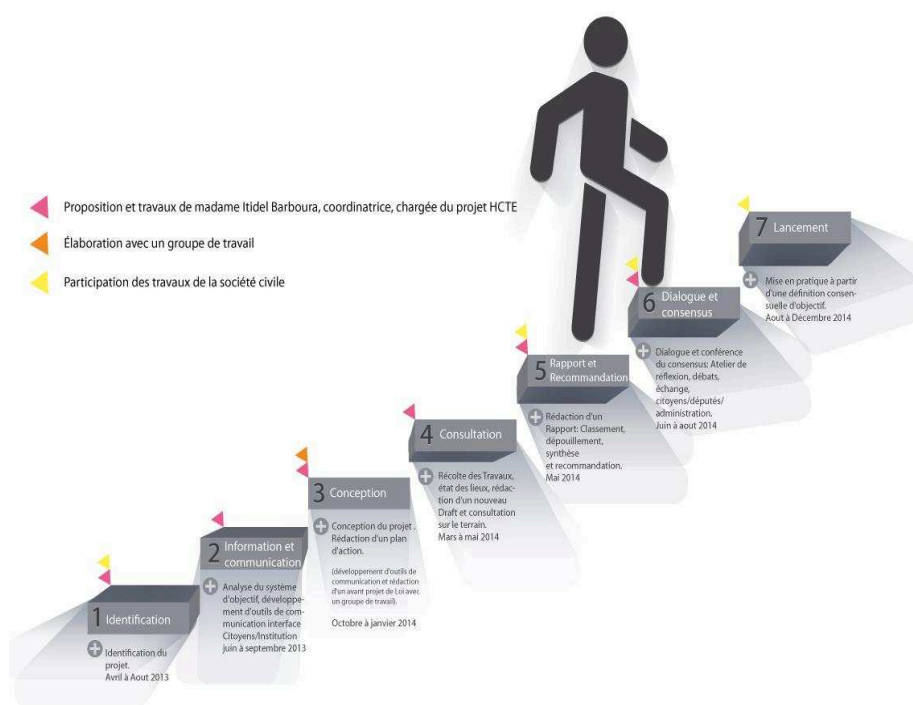 Proposition et travaux de madame Itidel Barboura, coordinatrice, chargée du projet HCTE
Élaboration avec un groupe de travail
Participation des travaux de la société civile
1 Identification
Identification du
projet.
Avril à Aout 2013
2 Information et
communication
Analyse du système
d'objectif, développe-
ment d'outils de com-
munication interface
Citoyens/Institution
juin à septembre 2013
3 Conception
Conception du projet .
Rédaction d'un plan
d'action.
(développement d'outils de
communication et rédaction
d'un avant projet de Loi avec
un groupe de travail).
Octobre à janvier 2014
4 Consultation
Récolte des Travaux,
état des lieux, rédac-
tion d'un nouveau
Draft et consultation
sur le terrain.
Mars à mai 2014
5 Rapport et
Recommandation
Rédaction d'un
Rapport: Classement,
dépouillement,
synthèse
et recommandation.
Mai 2014
6 Dialogue et
consensus
Dialogue et conférence
du consensus: Atelier de
réflexion, débats,
échange,
citoyens/députés/
administration.
Juin à aout 2014
7 Lancement
Mise en pratique à partir
d'une définition consen-
suelle d'objectif.
Aout à Décembre 2014